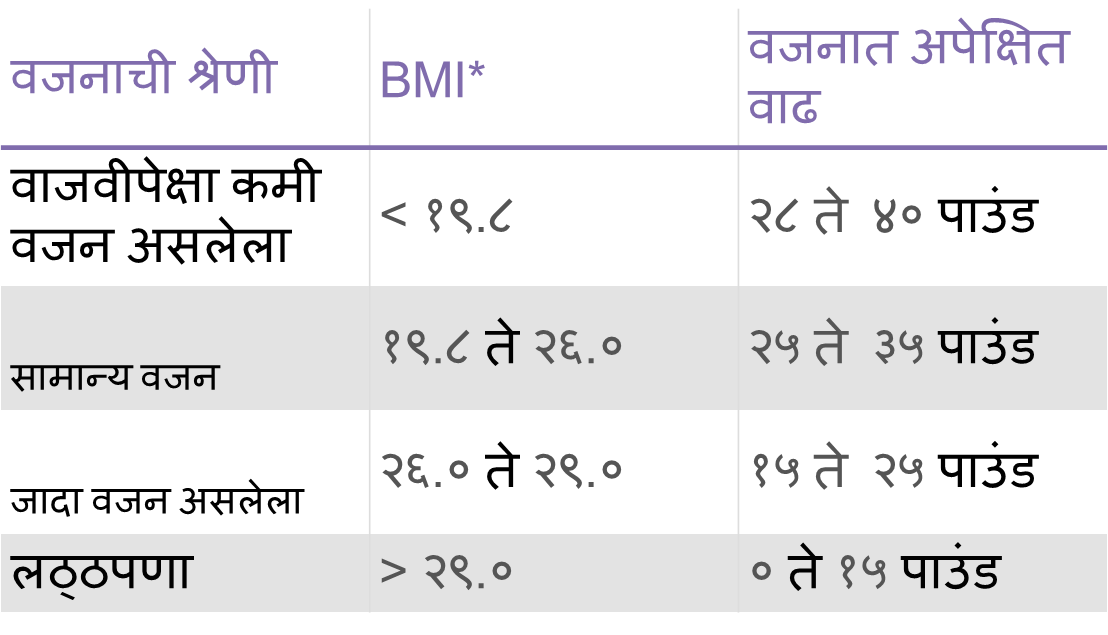 वजनाची श्रेणी BMI* वजनात अपेक्षित
वाढ
वाजवीपेक्षा कमी
वजन असलेला < १९.८ २८ ते ४० पाउंड
सामान्य वजन १९.८ ते २६.० २५ ते ३५ पाउंड
जादा वजन असलेला २६.० ते २९.० १५ ते २५ पाउंड
लठ्ठपणा > २९.० ० ते १५ पाउंड